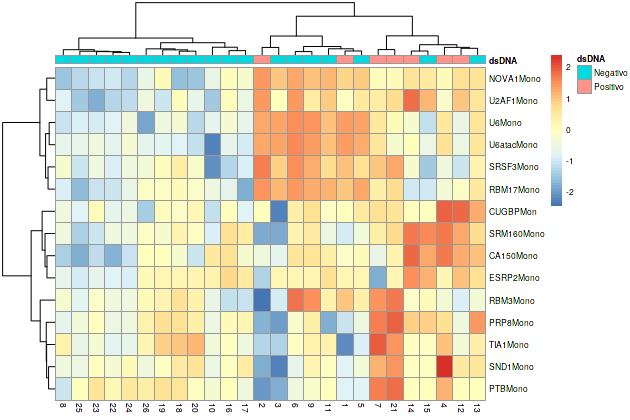 dsDNA
NOVA1Mono
U2AF1Mono
U6Mono
U6atacMono
SRSF3Mono
RBM17Mono
CUGBPMon
SRM160Mono
CA150Mono
ESRP2Mono
RBM3Mono
PRP8Mono
TIA1Mono
SND1Mono
PTBMono
8 25 23 22 24 26 19 18 20 10 16 17 2 3 6 9 11 1 5 7 21 14 15 4 12 13
2
1
0
-1
-2
dsDNA
Negativo
Positivo